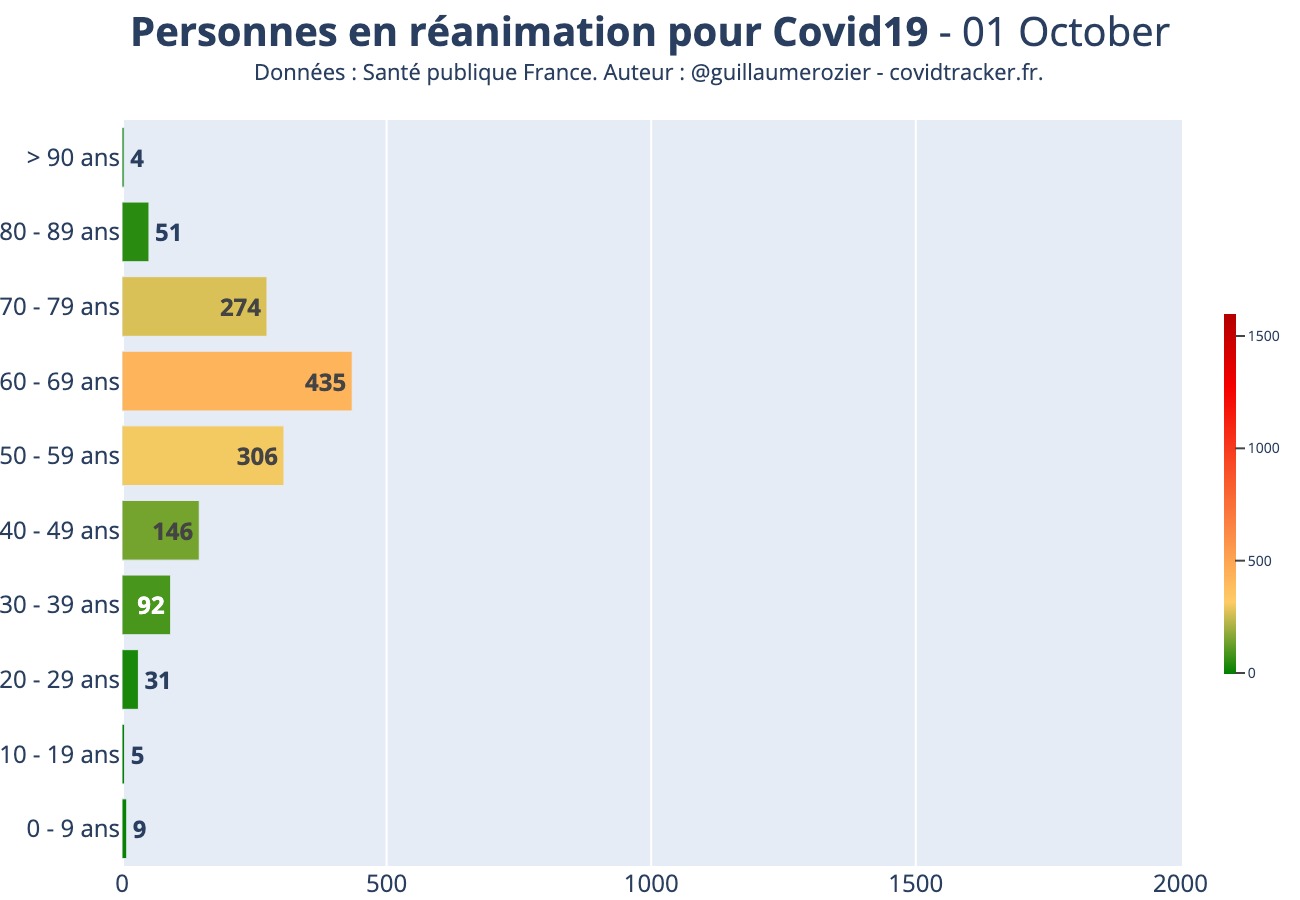 Personnes en réanimation pour Covid19 - 01 October
Données : Santé publique France. Auteur : @guillaumerozier - covidtracker.fr.
> 90 ans 4
80 - 89 ans 51
70 - 79 ans 274
60 - 69 ans 435
50 - 59 ans 306
40 - 49 ans 146
30 - 39 ans 92
20 - 29 ans 31
10 - 19 ans 5
0 - 9 ans 9
0 500 1000 1500 2000
1500
1000
500
0